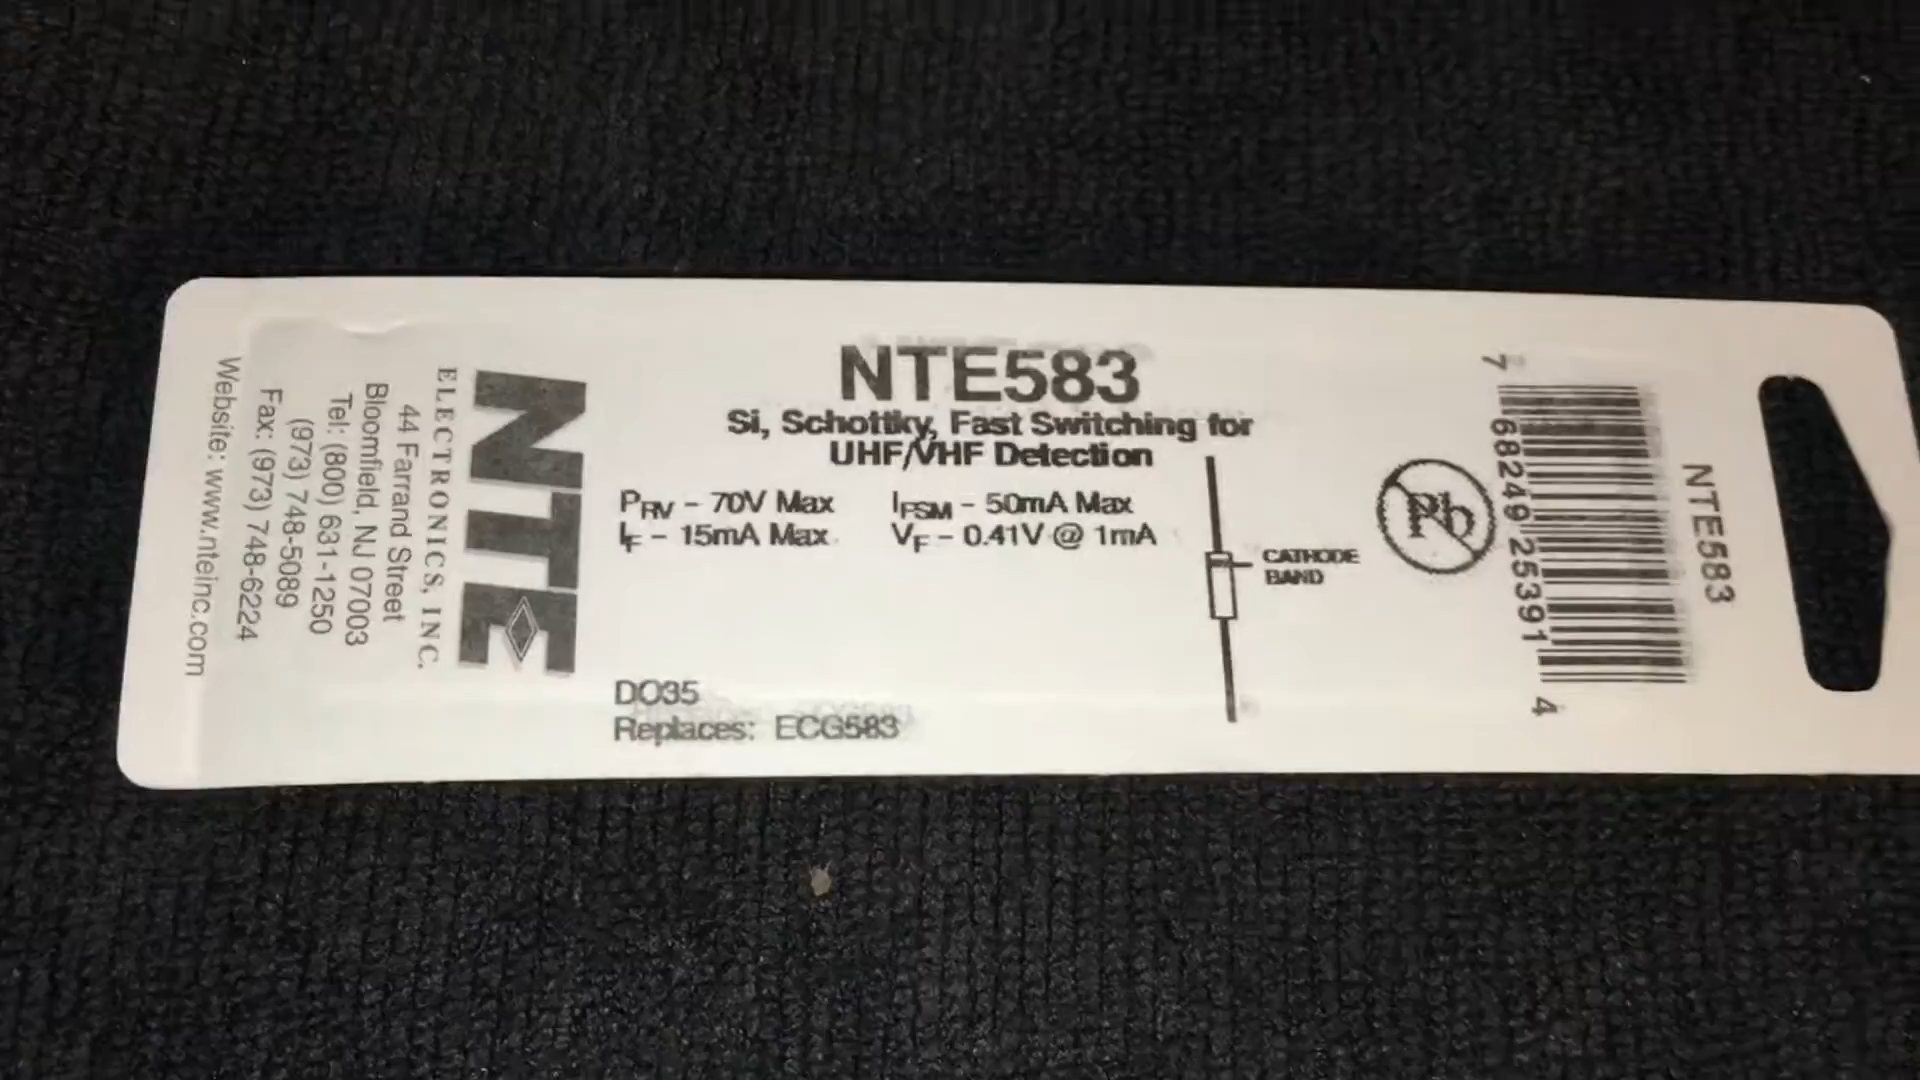 NTE583
Si, Schottky, Fast Switching for
UHF/VHF Detection
PRV – 70V Max IFSM – 50mA Max
IF – 15mA Max VF – 0.41V @ 1mA
CATHODE
BAND
DO35
Replaces: ECG583
NTE
ELECTRONICS, INC.
44 Farrand Street
Bloomfield, NJ 07003
Tel: (800) 631-1250
(973) 748-5089
Fax: (973) 748-6224
Website: www.nteinc.com
Pb
7 68249 25391 4
NTE583